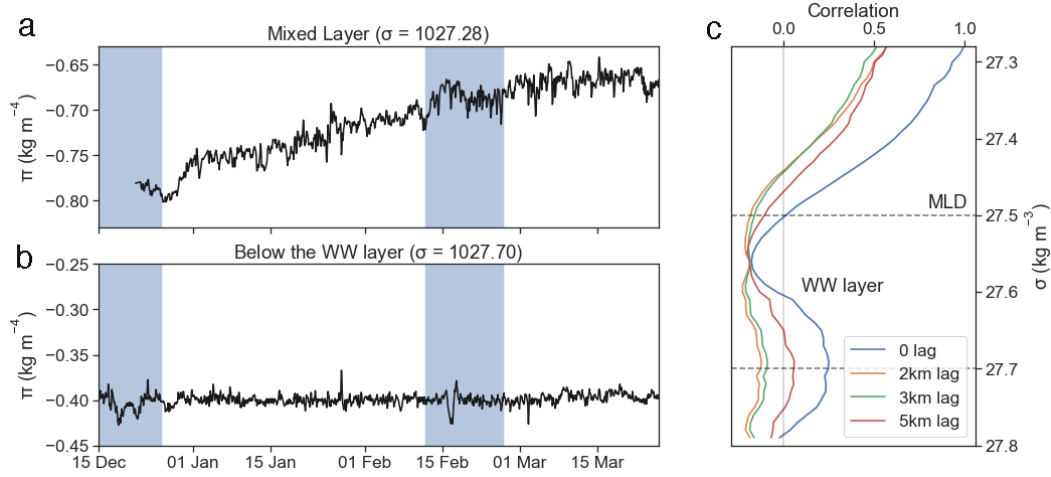 a
Mixed Layer (σ = 1027.28)
π (kg m⁻⁴)
−0.65
−0.70
−0.75
−0.80
b
Below the WW layer (σ = 1027.70)
π (kg m⁻⁴)
−0.25
−0.30
−0.35
−0.40
−0.45
15 Dec 01 Jan 15 Jan 01 Feb 15 Feb 01 Mar 15 Mar
c
Correlation
0.0 0.5 1.0
27.3
27.4
MLD
27.5
WW layer
27.6
27.7
27.8
σ (kg m⁻³)
0 lag
2km lag
3km lag
5km lag